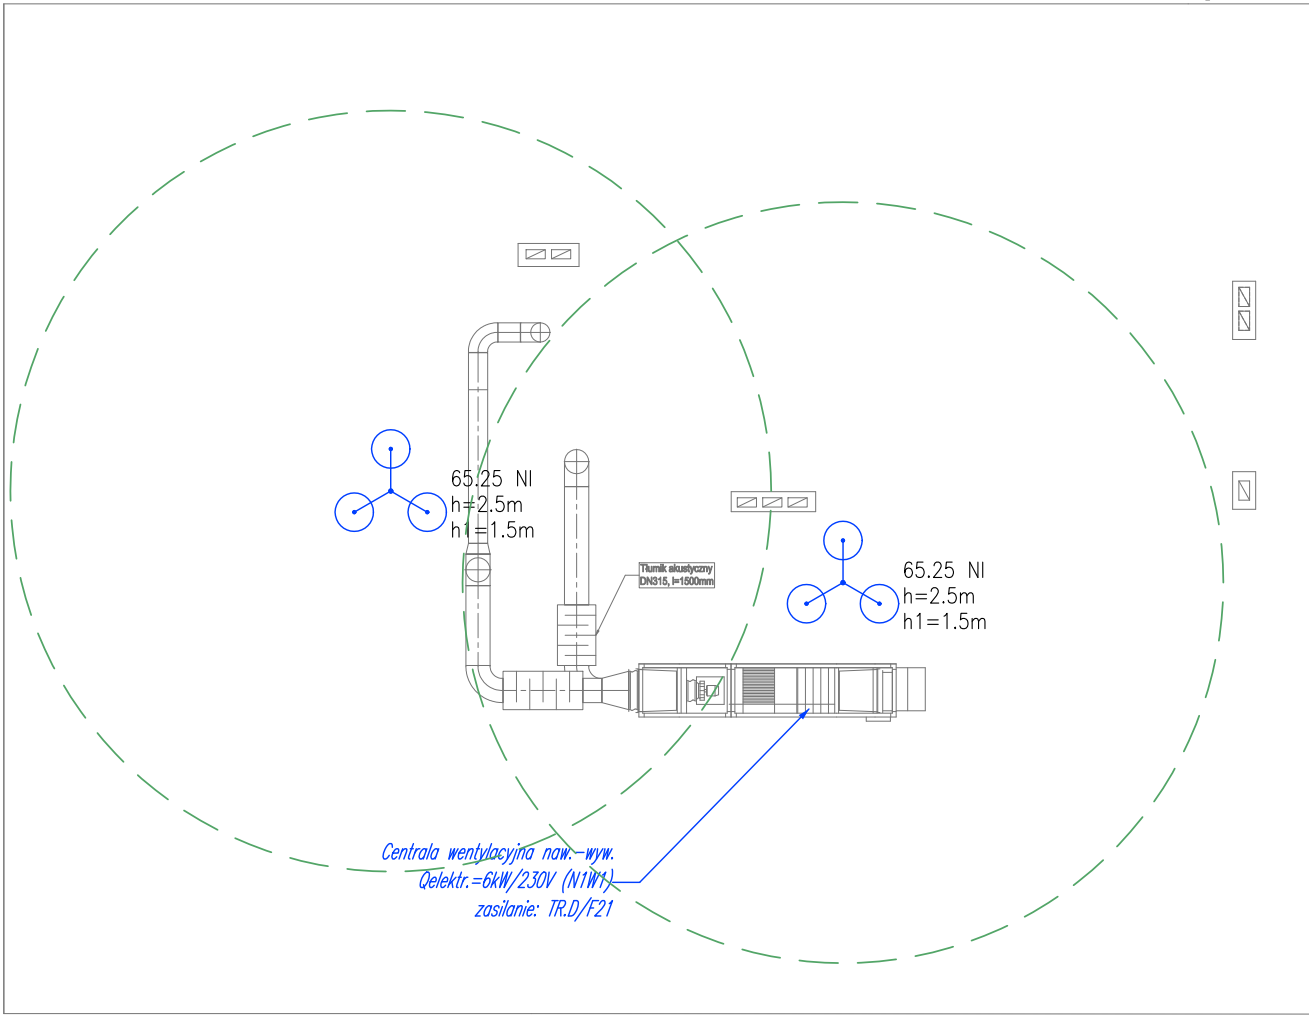 65.25 NI
h=2.5m
h1=1.5m
Tłumik akustyczny
DN315, l=1500mm
65.25 NI
h=2.5m
h1=1.5m
Centrala wentylacyjna naw.-wyw.
Qelektr.=6kW/230V (N1W1)
zasilanie: TR.D/F21